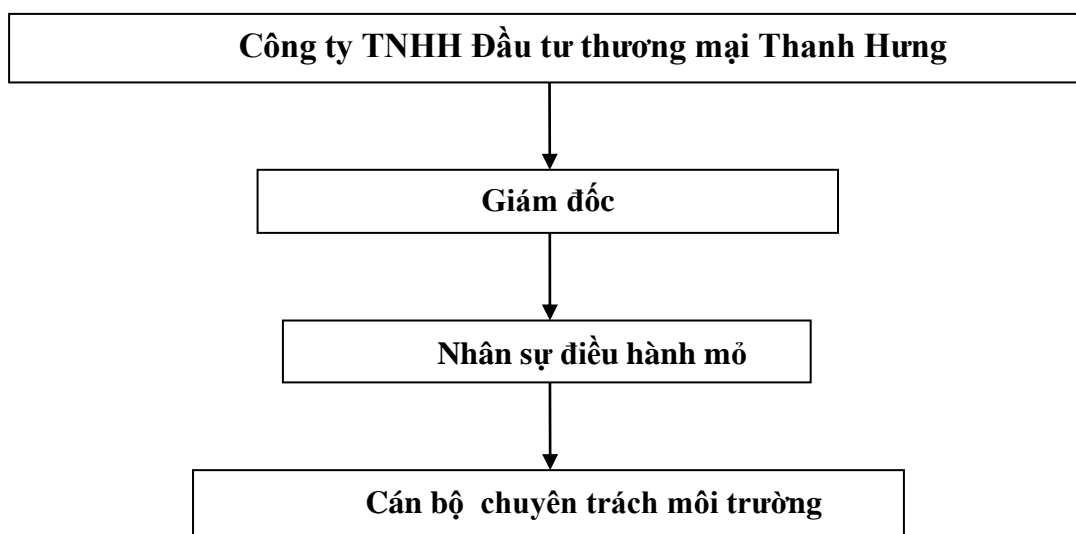 Công ty TNHH Đầu tư thương mại Thanh Hưng
Giám đốc
Nhân sự điều hành mỏ
Cán bộ chuyên trách môi trường